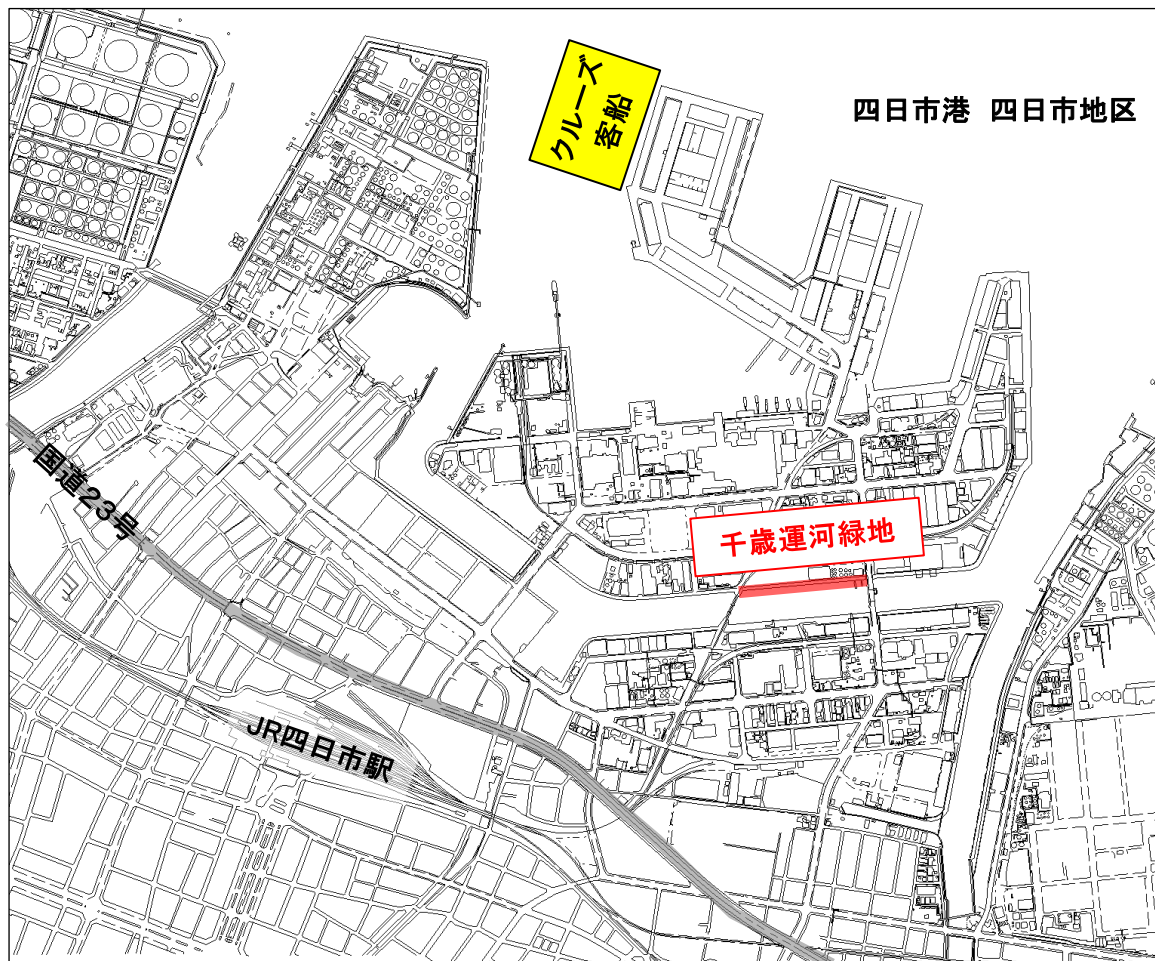 クルーズ
客船
四日市港 四日市地区
国道23号
千歳運河緑地
JR四日市駅